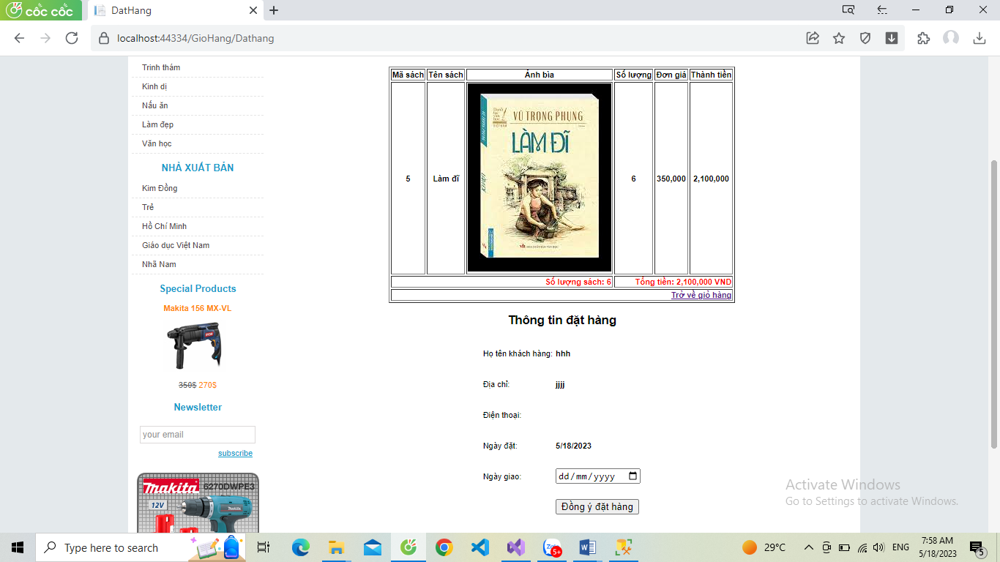 cốc cốc
DatHang
localhost:44334/GioHang/Dathang
Trinh thám
Kinh dị
Nấu ăn
Làm đẹp
Văn học
NHÀ XUẤT BẢN
Kim Đồng
Trẻ
Hồ Chí Minh
Giáo dục Việt Nam
Nhã Nam
Special Products
Makita 156 MX-VL
350$ 270$
Newsletter
your email
subscribe
Makita 6270DWPE3
12V
Makita
Mã sách Tên sách Ảnh bìa Số lượng Đơn giá Thành tiền
VŨ TRỌNG PHỤNG
LÀM ĐĨ
5 Làm đĩ 6 350,000 2,100,000
Số lượng sách: 6 Tổng tiền: 2,100,000 VND
Trở về giỏ hàng
Thông tin đặt hàng
Họ tên khách hàng: hhh
Địa chỉ: jjjj
Điện thoại:
Ngày đặt: 5/18/2023
Ngày giao: dd/mm/yyyy
Đồng ý đặt hàng
Activate Windows
Go to Settings to activate Windows.
Type here to search
Zalo
5+
29°C
ENG
7:58 AM
5/18/2023
5